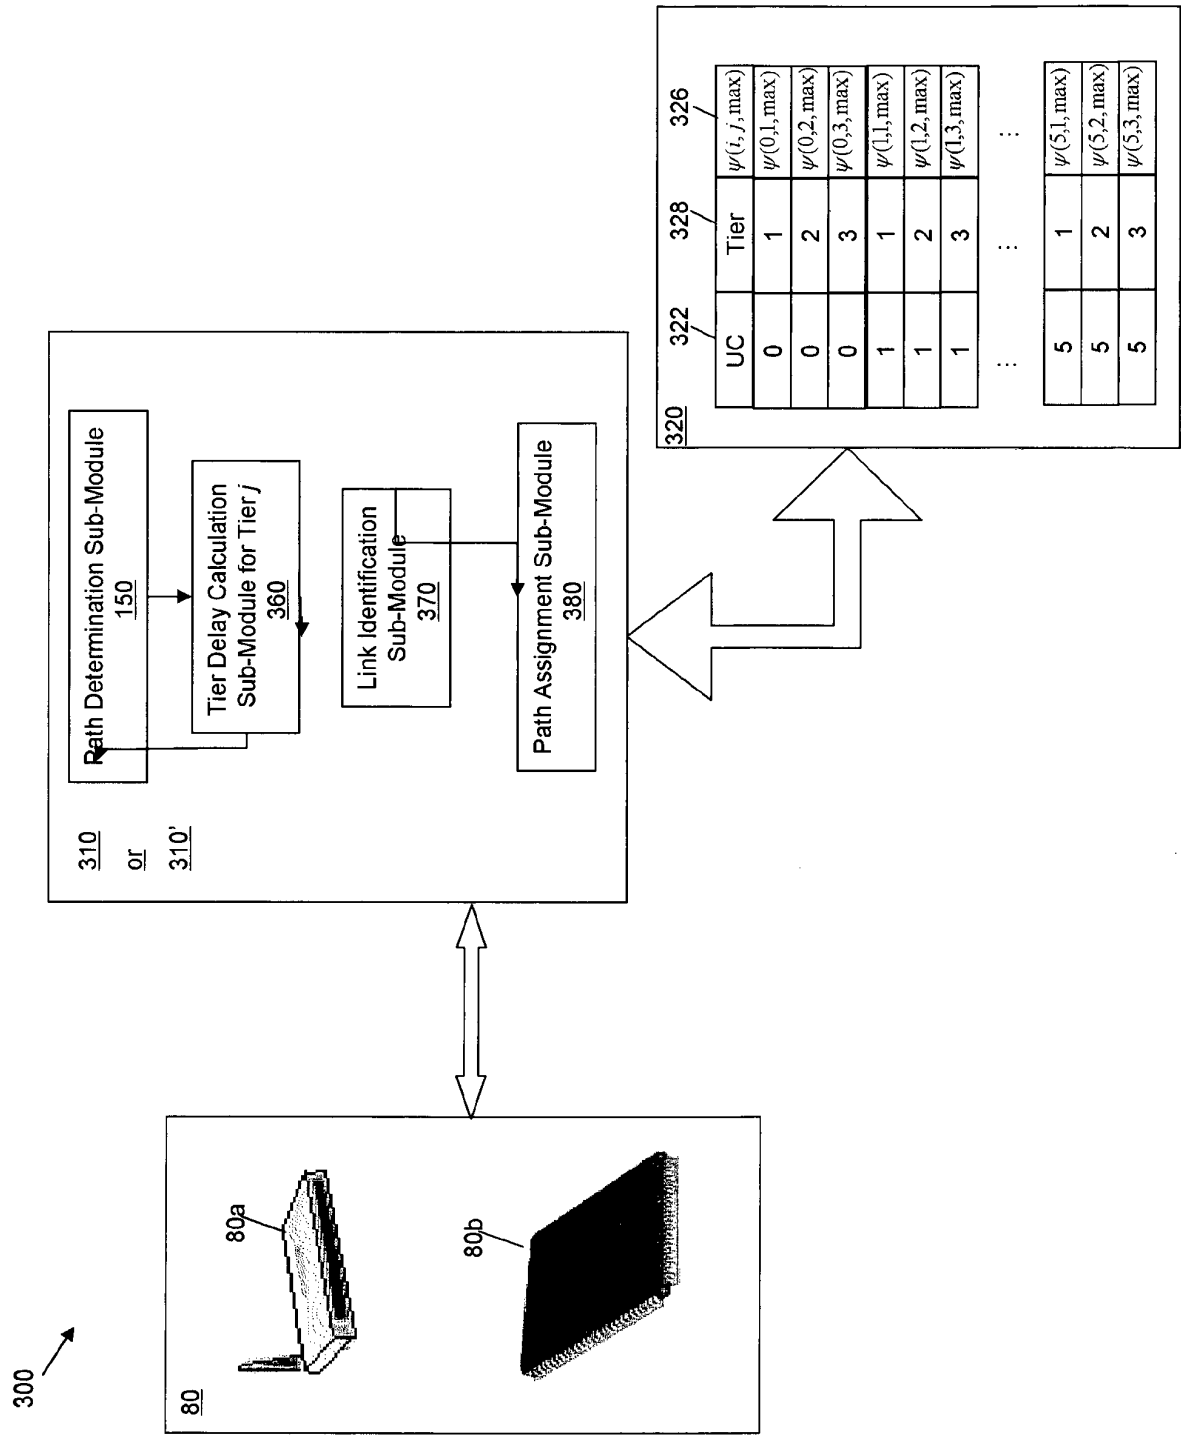 300
80
80a
80b
310
or
310'
Path Determination Sub-Module
150
Tier Delay Calculation
Sub-Module for Tier j
360
Link Identification
Sub-Module
370
Path Assignment Sub-Module
380
320
322 328 326
UC Tier ψ(i, j, max)
0 1 ψ(0,1,max)
0 2 ψ(0,2,max)
0 3 ψ(0,3,max)
1 1 ψ(1,1,max)
1 2 ψ(1,2,max)
1 3 ψ(1,3,max)
... ... ...
5 1 ψ(5,1,max)
5 2 ψ(5,2,max)
5 3 ψ(5,3,max)